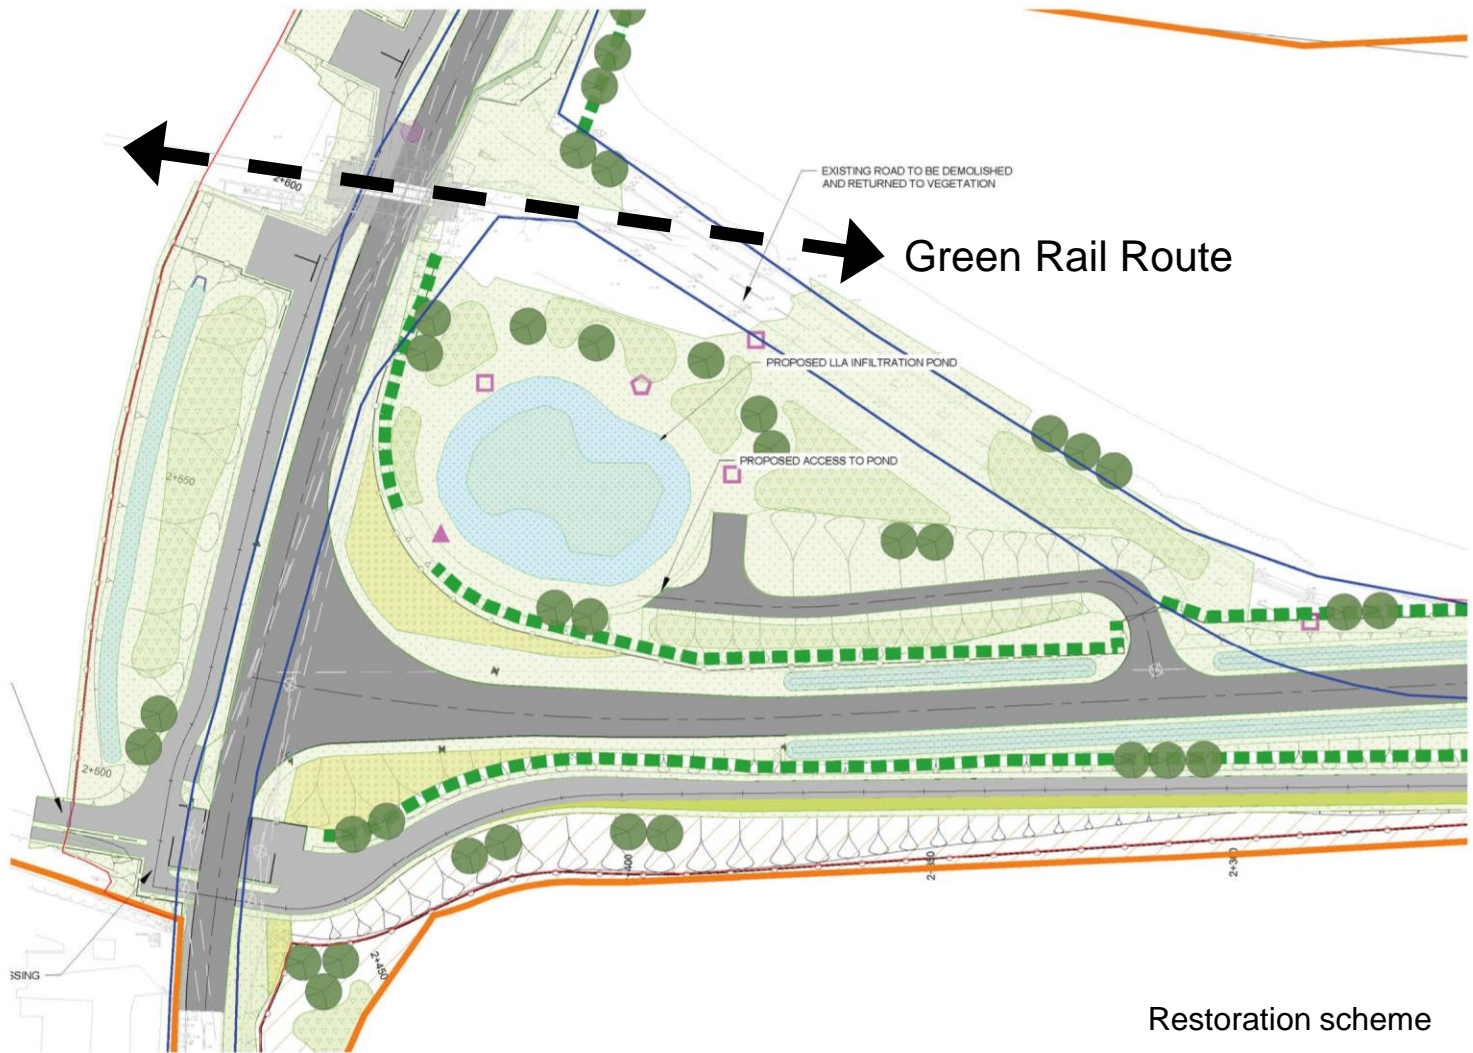 EXISTING ROAD TO BE DEMOLISHED
AND RETURNED TO VEGETATION
2+600
Green Rail Route
PROPOSED LLA INFILTRATION POND
PROPOSED ACCESS TO POND
2+550
2+500
2+400
2+300
2+450
SSING
Restoration scheme